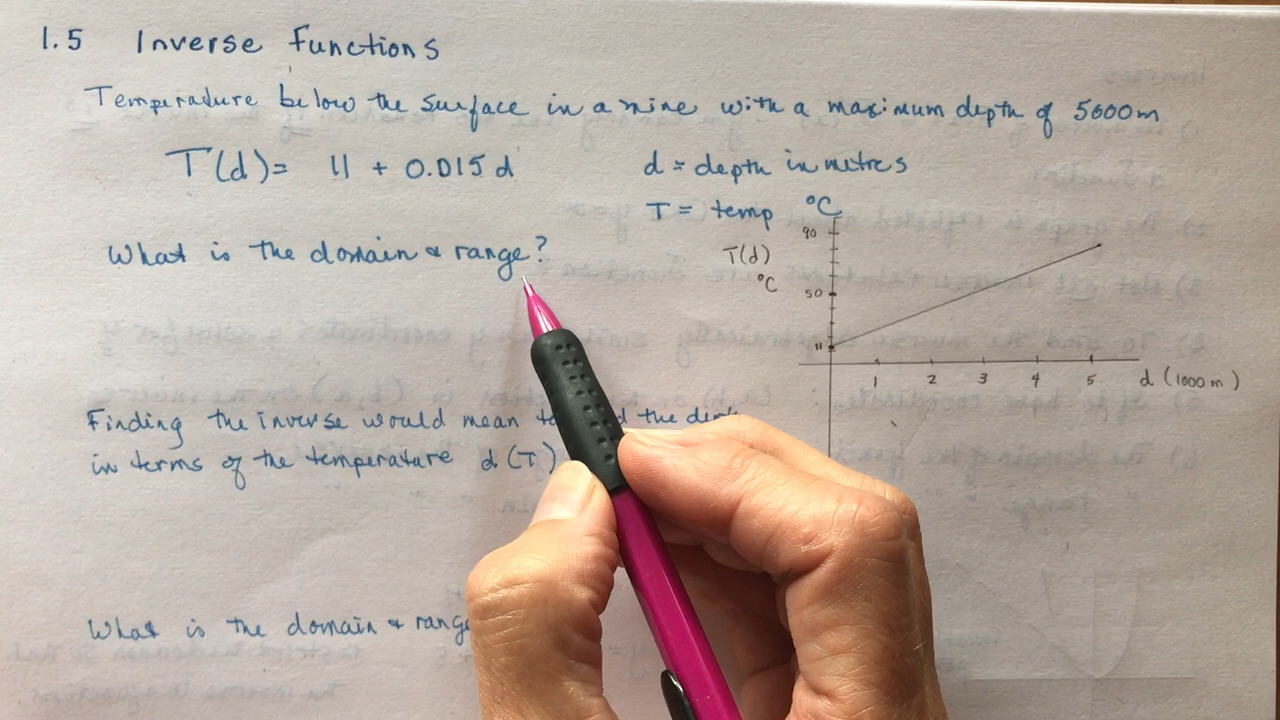 1.5 Inverse Functions
Temperature below the surface in a mine with a maximum depth of 5600m
T(d) = 11 + 0.015 d
d = depth in metres
T = temp °C
What is the domain & range?
T(d)
°C
90
50
11
1 2 3 4 5 d (1000 m)
Finding the inverse would mean to the
in terms of the temperature d(T)
What is the domain & range